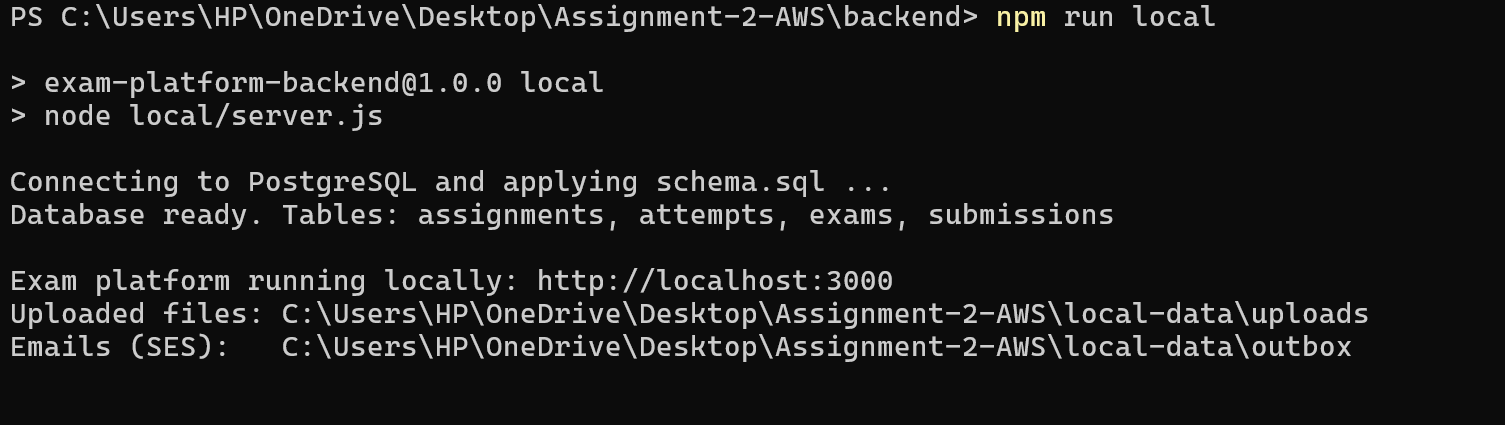 PS C:\Users\HP\OneDrive\Desktop\Assignment-2-AWS\backend> npm run local
> exam-platform-backend@1.0.0 local
> node local/server.js
Connecting to PostgreSQL and applying schema.sql ...
Database ready. Tables: assignments, attempts, exams, submissions
Exam platform running locally: http://localhost:3000
Uploaded files: C:\Users\HP\OneDrive\Desktop\Assignment-2-AWS\local-data\uploads
Emails (SES):   C:\Users\HP\OneDrive\Desktop\Assignment-2-AWS\local-data\outbox